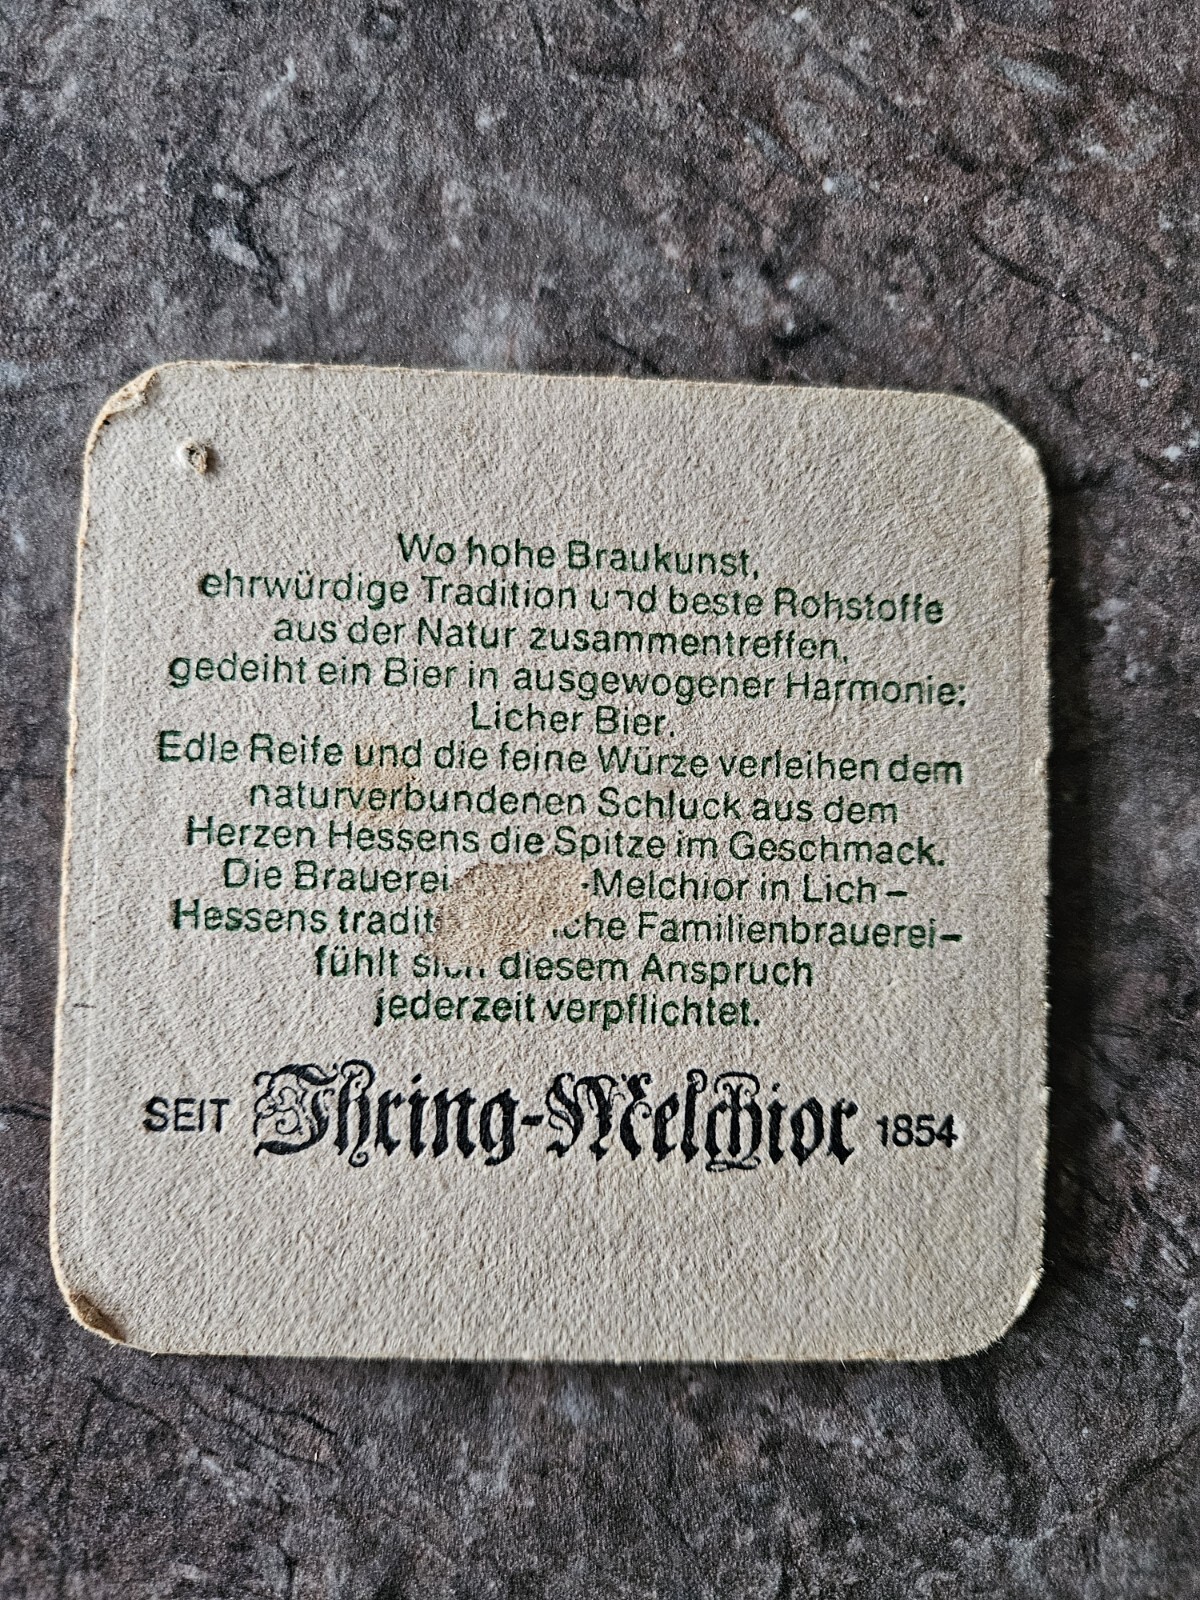 Wo hohe Braukunst,
ehrwürdige Tradition und beste Rohstoffe
aus der Natur zusammentreffen,
gedeiht ein Bier in ausgewogener Harmonie:
Licher Bier.
Edle Reife und die feine Würze verleihen dem
naturverbundenen Schluck aus dem
Herzen Hessens die Spitze im Geschmack.
Die Brauerei -Melchior in Lich –
Hessens Familienbrauerei –
fühlt sich diesem Anspruch
jederzeit verpflichtet.
SEIT Ihring-Melchior 1854